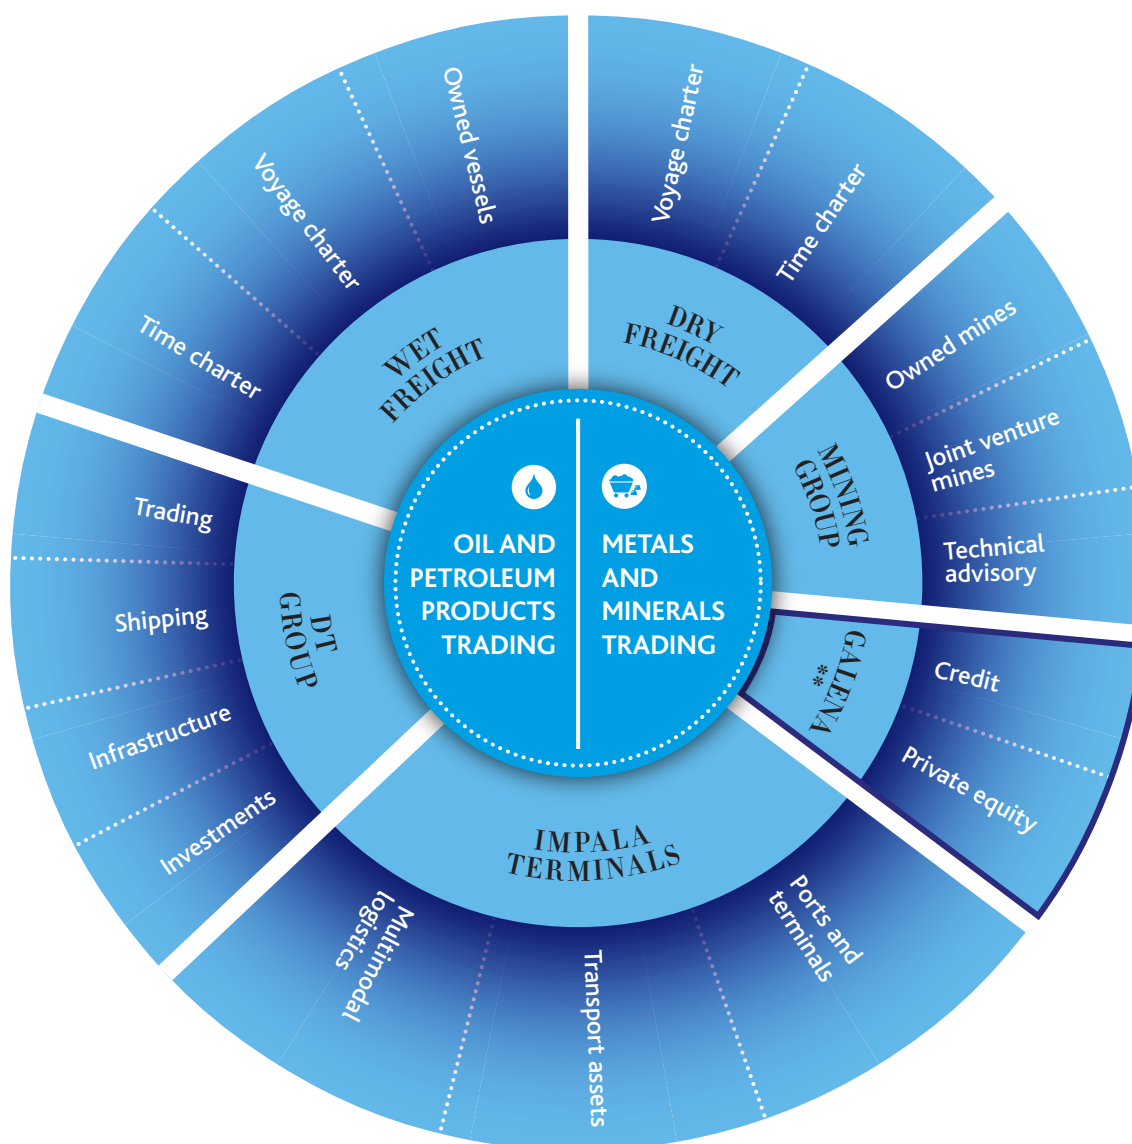 OIL AND
PETROLEUM
PRODUCTS
TRADING
METALS
AND
MINERALS
TRADING
DRY
FREIGHT
Voyage charter
Time charter
MINING
GROUP
Owned mines
Joint venture
mines
Technical
advisory
GALENA
**
Credit
Private equity
IMPALA
TERMINALS
Ports and
terminals
Transport assets
Multimodal
logistics
DT
GROUP
Investments
Infrastructure
Shipping
Trading
WET
FREIGHT
Time charter
Voyage charter
Owned vessels